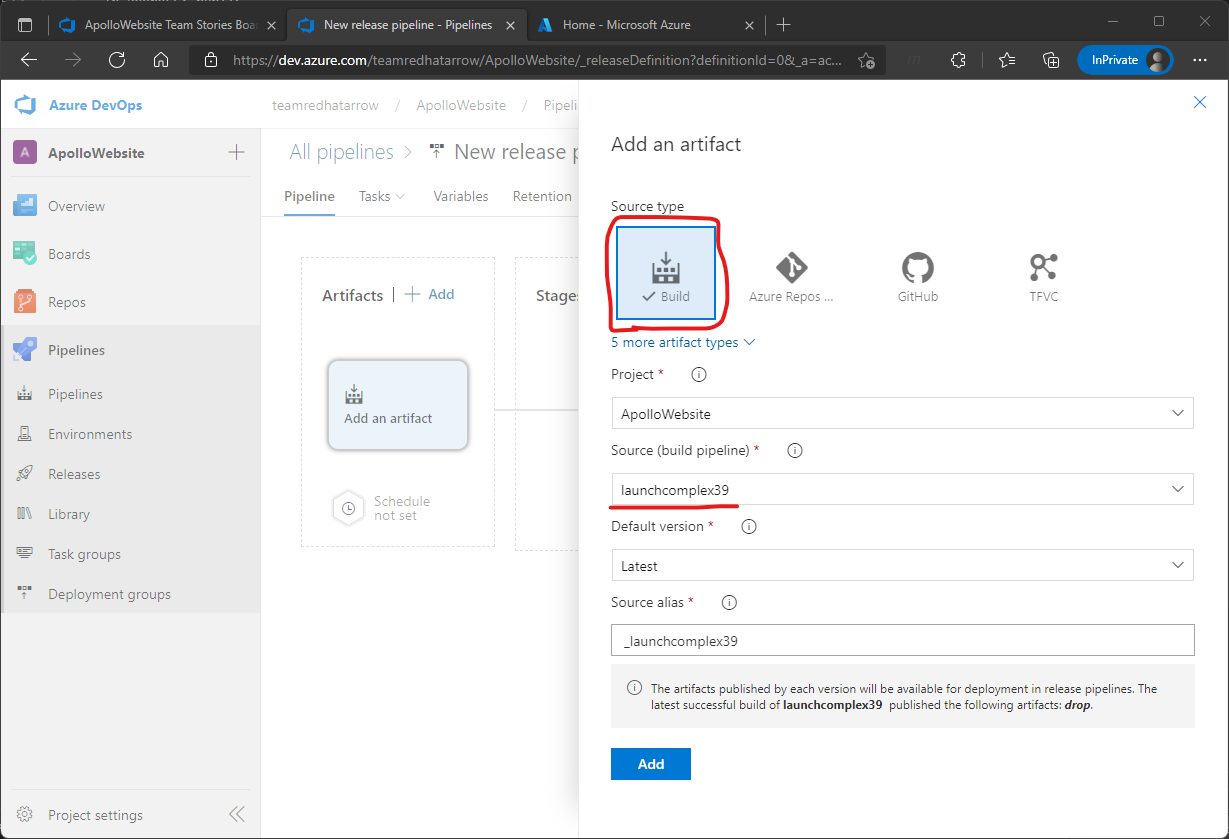 ApolloWebsite Team Stories Boa
New release pipeline - Pipelines
Home - Microsoft Azure
https://dev.azure.com/teamredhatarrow/ApolloWebsite/_releaseDefinition?definitionId=0&_a=ac...
InPrivate
Azure DevOps
teamredhatarrow / ApolloWebsite / Pipeli
A ApolloWebsite
Overview
Boards
Repos
Pipelines
Pipelines
Environments
Releases
Library
Task groups
Deployment groups
Project settings
All pipelines > New release p
Pipeline Tasks Variables Retention
Artifacts | + Add
Stages
Add an artifact
Schedule
not set
Add an artifact
Source type
Build
Azure Repos ...
GitHub
TFVC
5 more artifact types
Project *
ApolloWebsite
Source (build pipeline) *
launchcomplex39
Default version *
Latest
Source alias *
_launchcomplex39
The artifacts published by each version will be available for deployment in release pipelines. The
latest successful build of launchcomplex39 published the following artifacts: drop.
Add